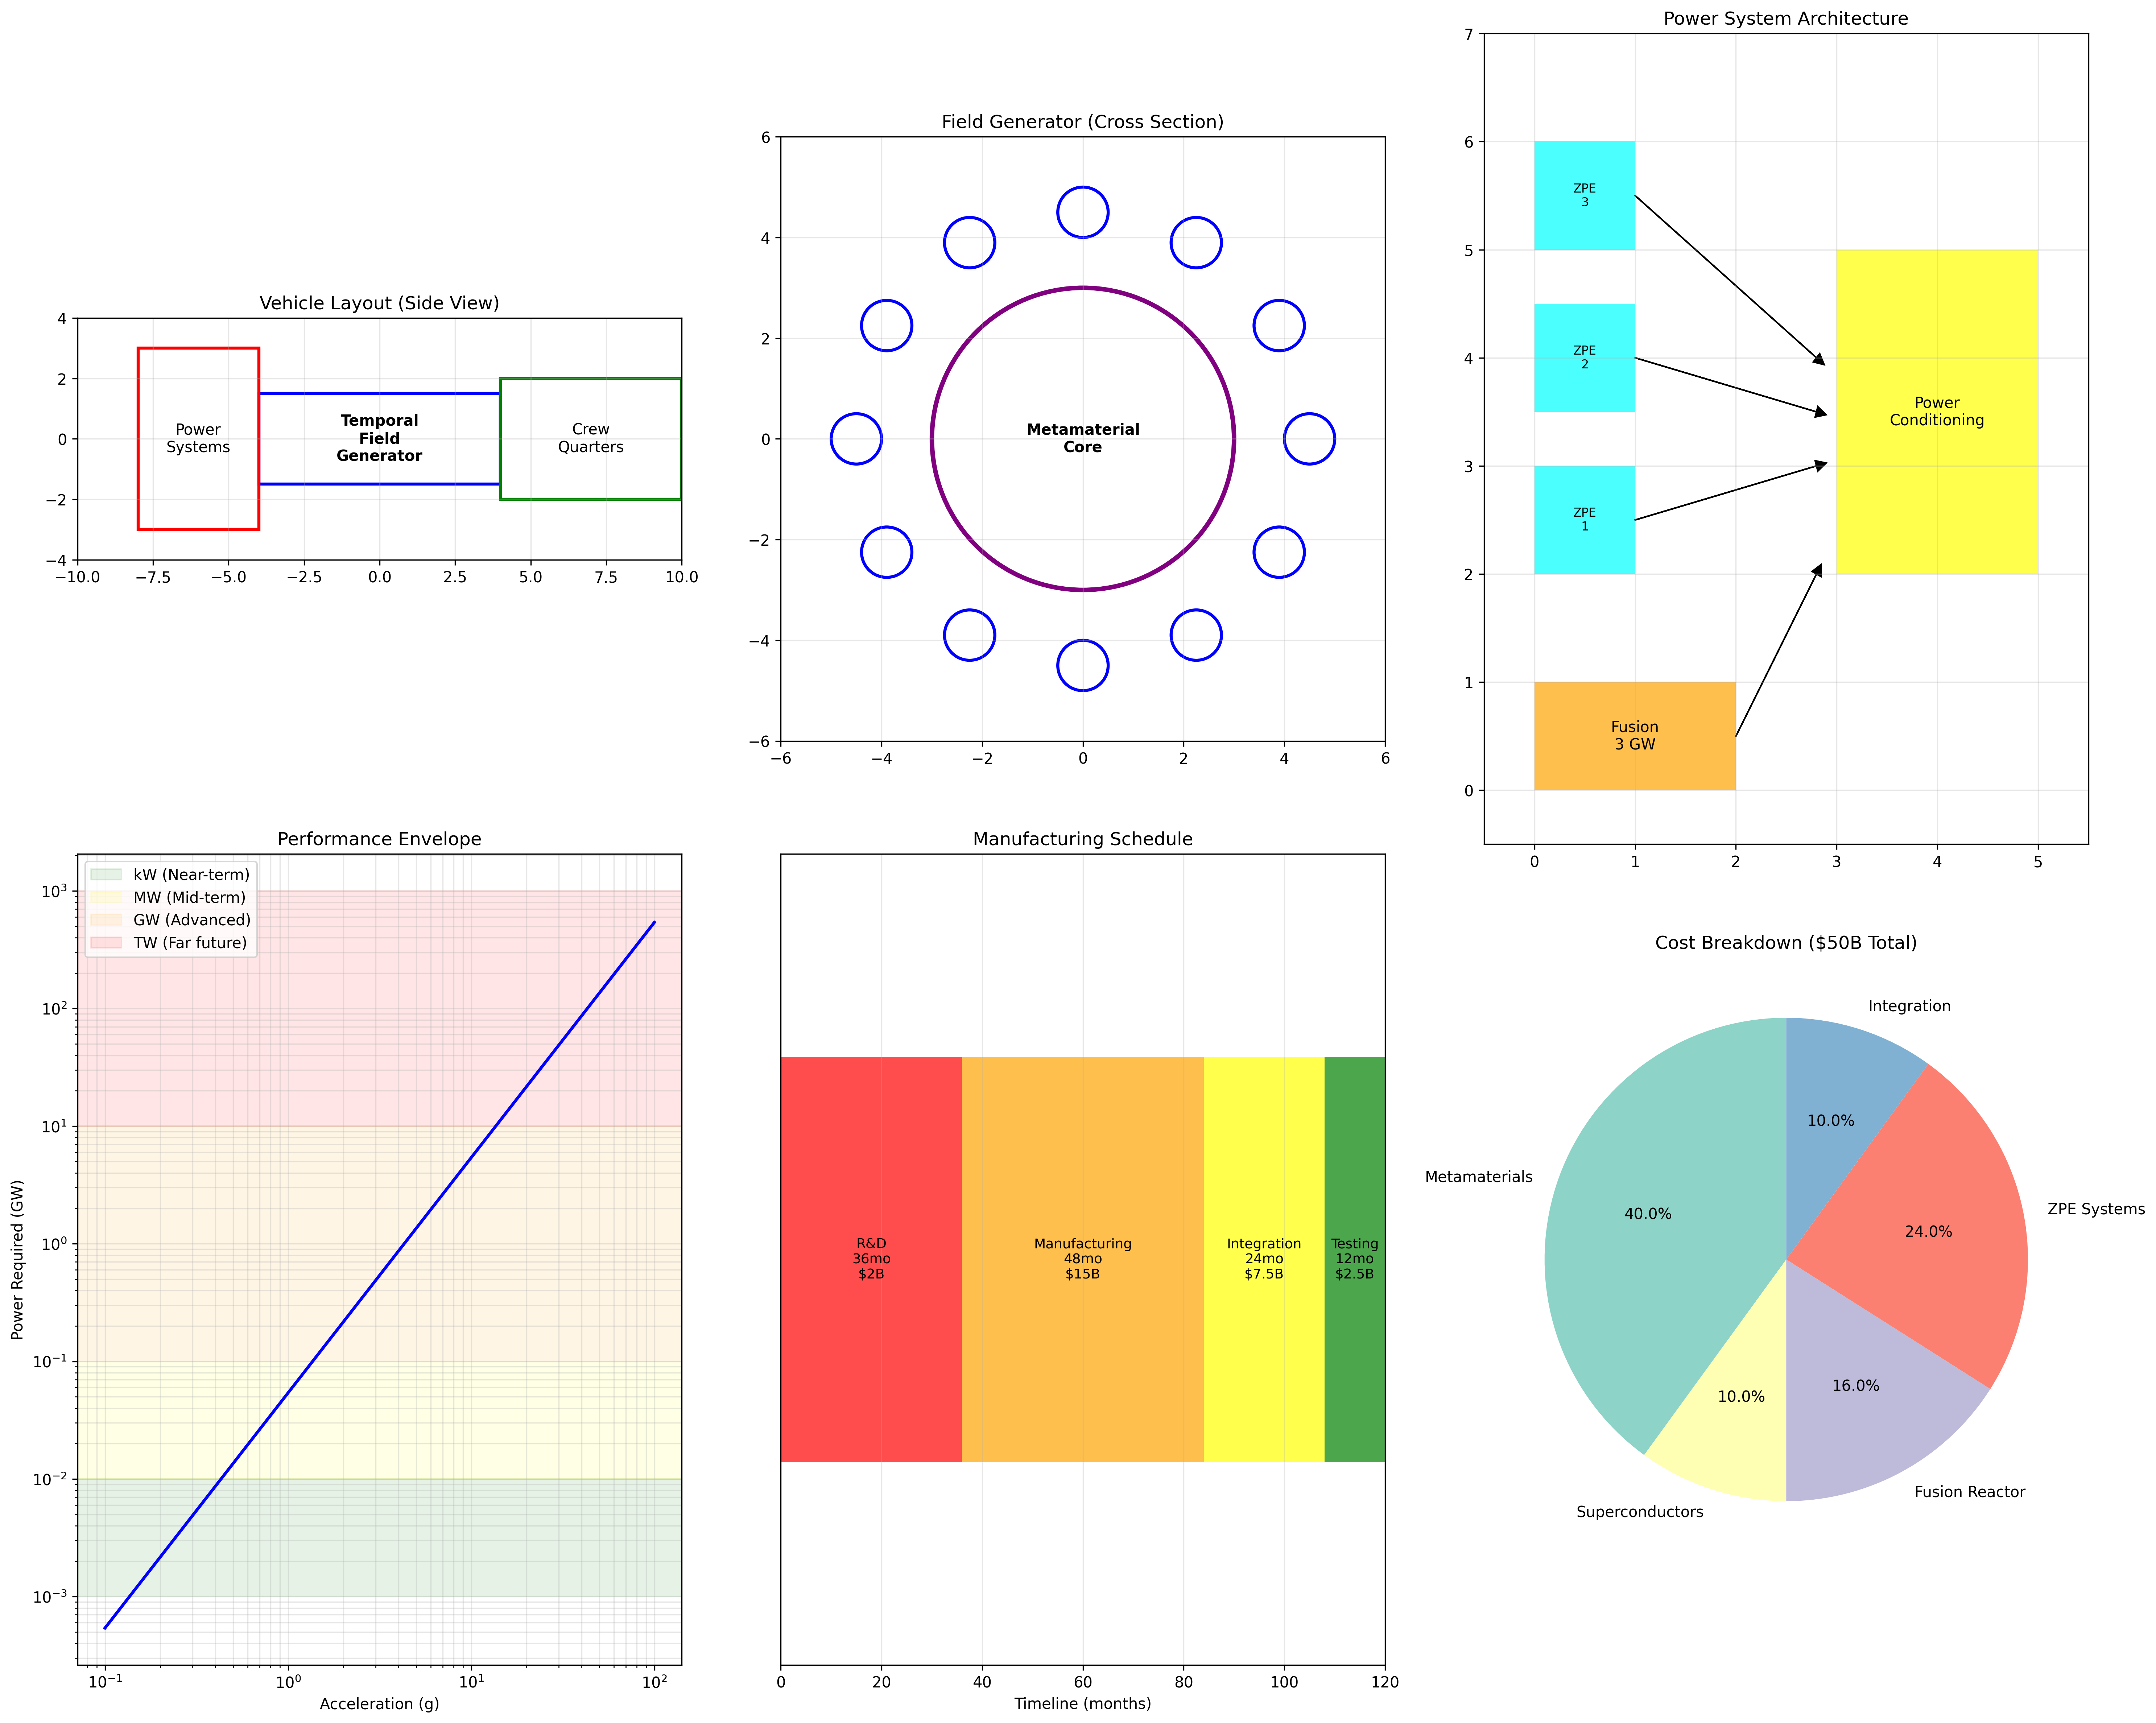 Vehicle Layout (Side View)
4
2
0
−2
−4
−10.0
−7.5
−5.0
−2.5
0.0
2.5
5.0
7.5
10.0
Power
Systems
Temporal
Field
Generator
Crew
Quarters
Field Generator (Cross Section)
6
4
2
0
−2
−4
−6
−6
−4
−2
0
2
4
6
Metamaterial
Core
Power System Architecture
7
6
5
4
3
2
1
0
0
1
2
3
4
5
ZPE
3
ZPE
2
ZPE
1
Fusion
3 GW
Power
Conditioning
Performance Envelope
kW (Near-term)
MW (Mid-term)
GW (Advanced)
TW (Far future)
Power Required (GW)
10³
10²
10¹
10⁰
10⁻¹
10⁻²
10⁻³
10⁻¹
10⁰
10¹
10²
Acceleration (g)
Manufacturing Schedule
R&D
36mo
$2B
Manufacturing
48mo
$15B
Integration
24mo
$7.5B
Testing
12mo
$2.5B
0
20
40
60
80
100
120
Timeline (months)
Cost Breakdown ($50B Total)
Integration
10.0%
Metamaterials
40.0%
ZPE Systems
24.0%
10.0%
16.0%
Superconductors
Fusion Reactor